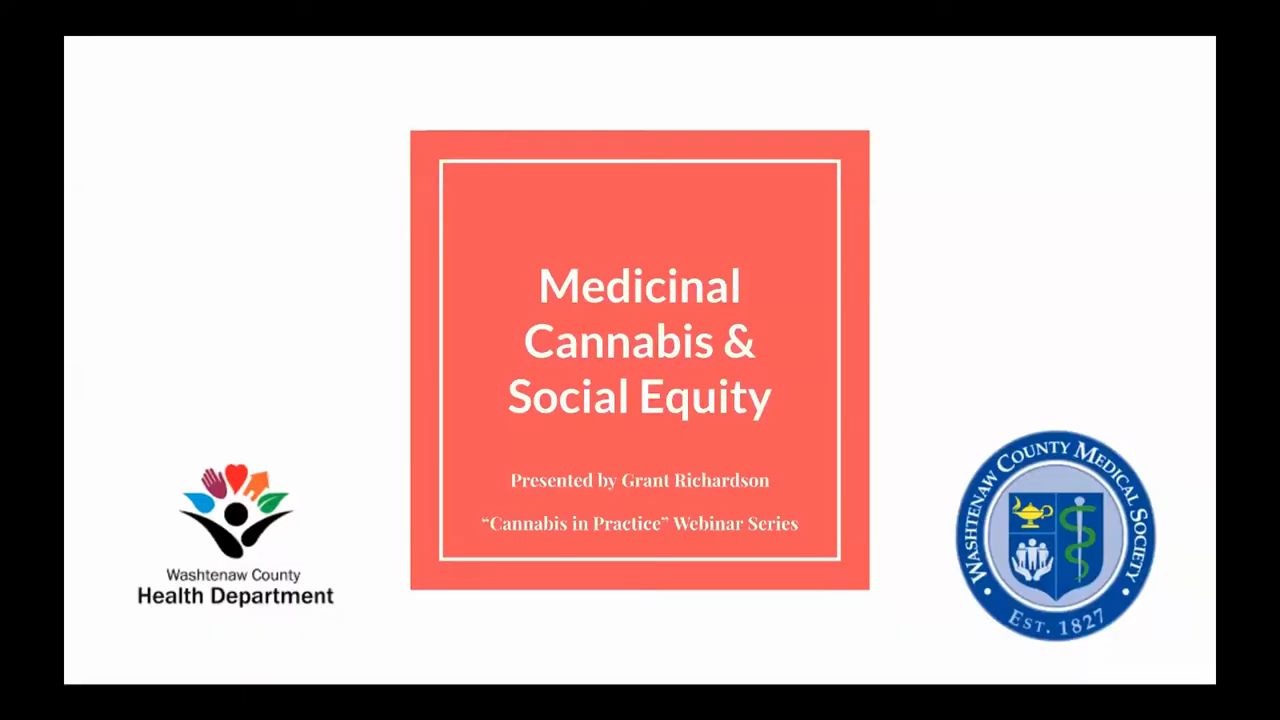 Medicinal
Cannabis &
Social Equity
Presented by Grant Richardson
“Cannabis in Practice” Webinar Series
Washtenaw County
Health Department
WASHTENAW COUNTY MEDICAL SOCIETY
EST. 1827